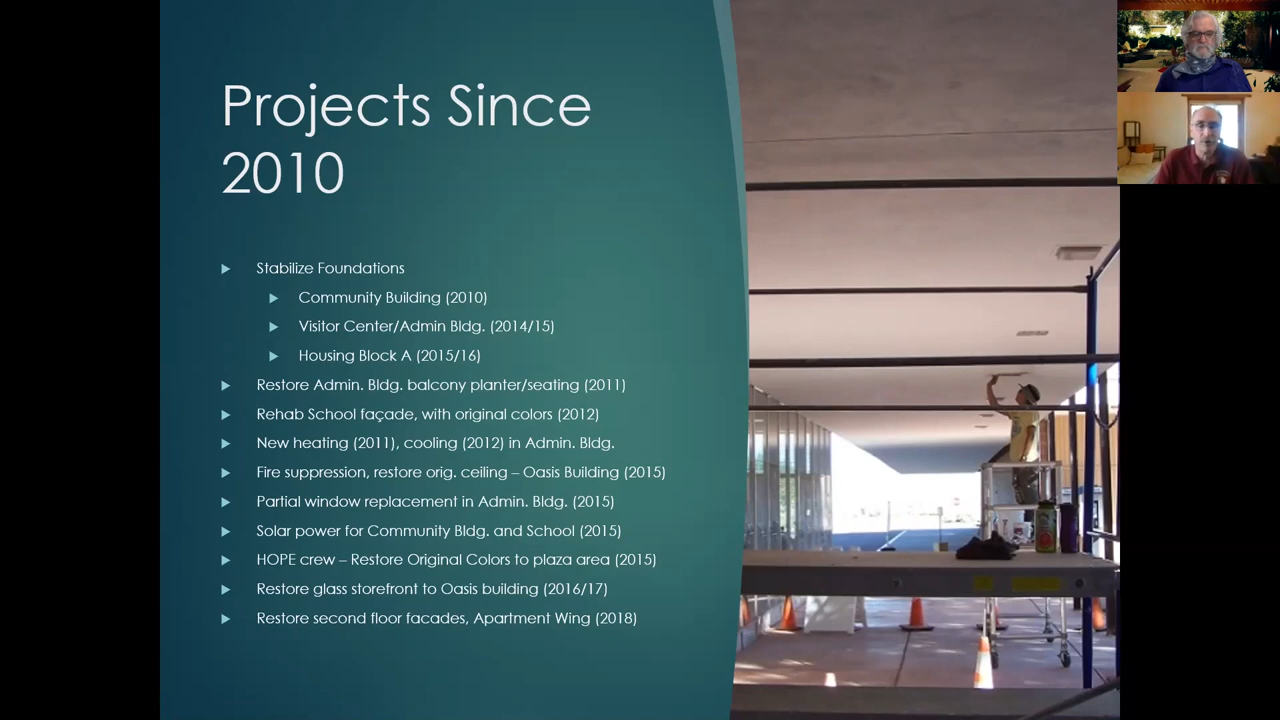 Projects Since
2010
Stabilize Foundations
Community Building (2010)
Visitor Center/Admin Bldg. (2014/15)
Housing Block A (2015/16)
Restore Admin. Bldg. balcony planter/seating (2011)
Rehab School façade, with original colors (2012)
New heating (2011), cooling (2012) in Admin. Bldg.
Fire suppression, restore orig. ceiling – Oasis Building (2015)
Partial window replacement in Admin. Bldg. (2015)
Solar power for Community Bldg. and School (2015)
HOPE crew – Restore Original Colors to plaza area (2015)
Restore glass storefront to Oasis building (2016/17)
Restore second floor facades, Apartment Wing (2018)